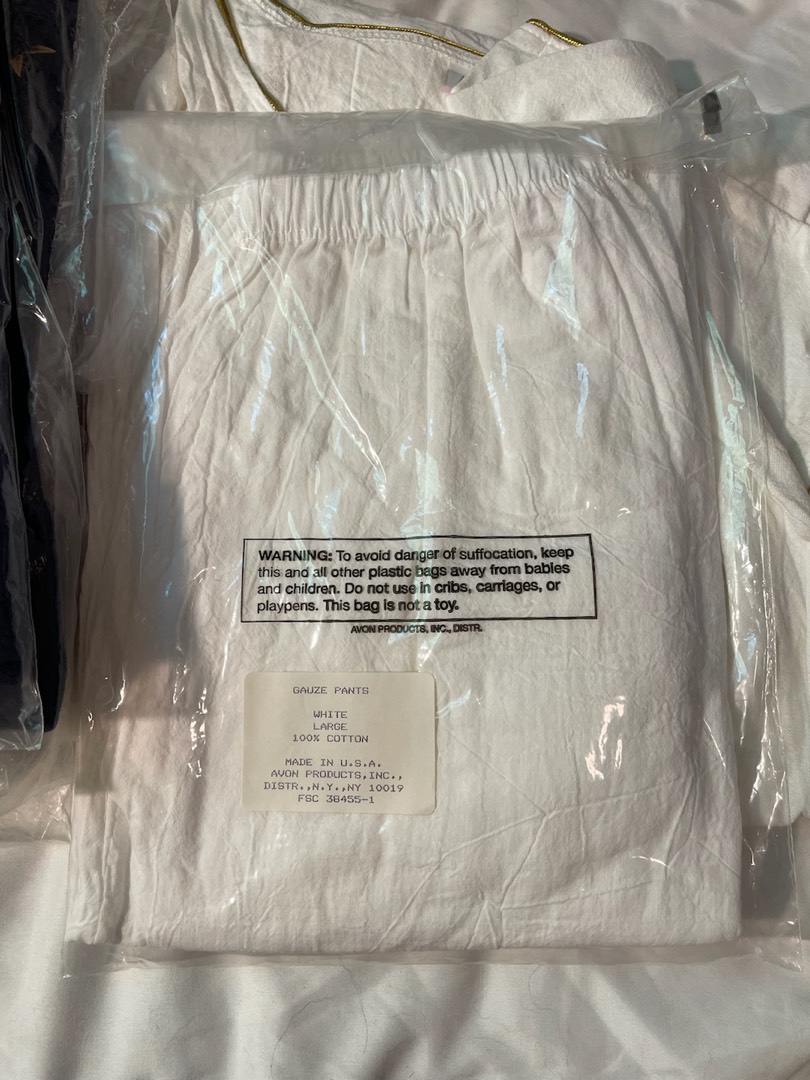 WARNING: To avoid danger of suffocation, keep
this and all other plastic bags away from babies
and children. Do not use in cribs, carriages, or
playpens. This bag is not a toy.
AVON PRODUCTS, INC., DISTR.
GAUZE PANTS
WHITE
LARGE
100% COTTON
MADE IN U.S.A.
AVON PRODUCTS,INC.,
DISTR.,N.Y.,NY 10019
FSC 38455-1